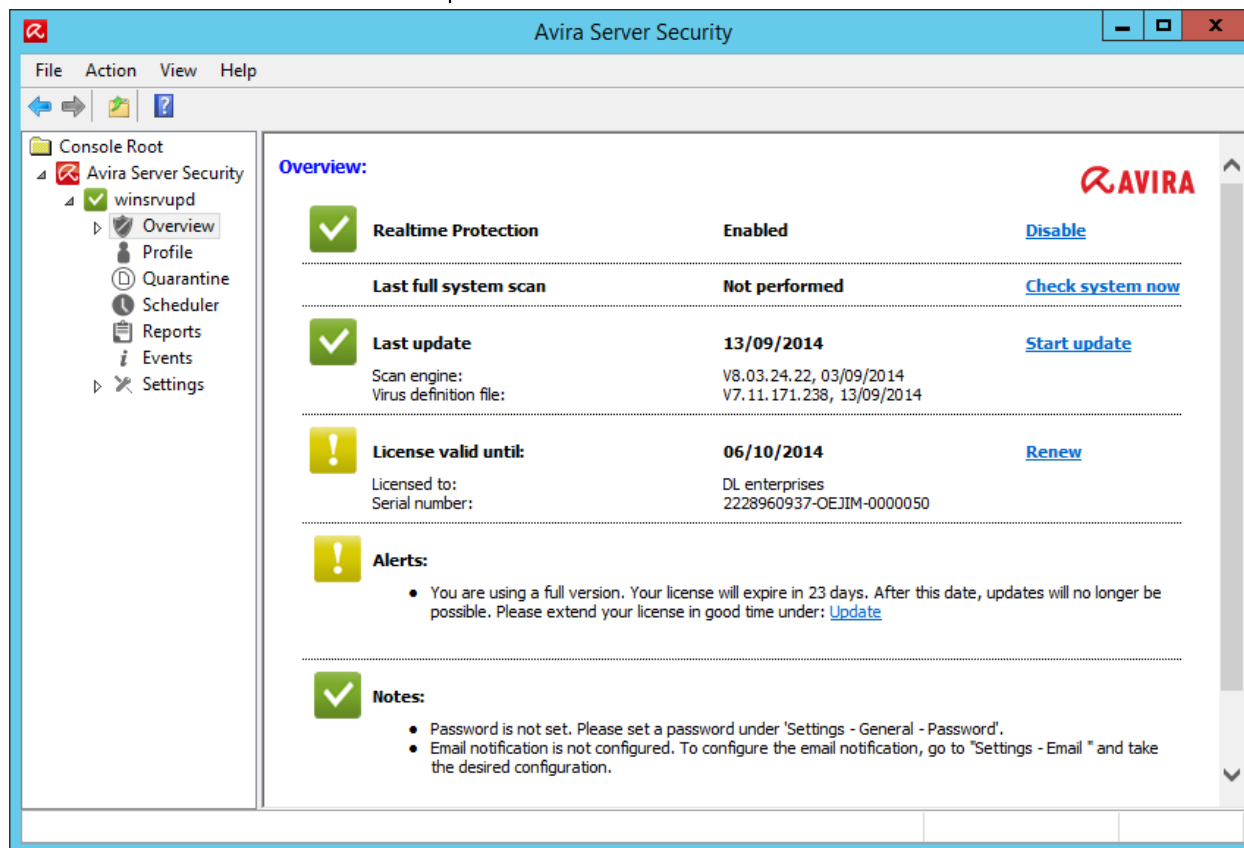 Avira Server Security
File Action View Help
Console Root
Avira Server Security
winsrvupd
Overview
Profile
Quarantine
Scheduler
Reports
Events
Settings
Overview:
AVIRA
Realtime Protection Enabled Disable
Last full system scan Not performed Check system now
Last update 13/09/2014 Start update
Scan engine: V8.03.24.22, 03/09/2014
Virus definition file: V7.11.171.238, 13/09/2014
License valid until: 06/10/2014 Renew
Licensed to: DL enterprises
Serial number: 2228960937-OEJIM-0000050
Alerts:
• You are using a full version. Your license will expire in 23 days. After this date, updates will no longer be
possible. Please extend your license in good time under: Update
Notes:
• Password is not set. Please set a password under 'Settings - General - Password'.
• Email notification is not configured. To configure the email notification, go to "Settings - Email " and take
the desired configuration.